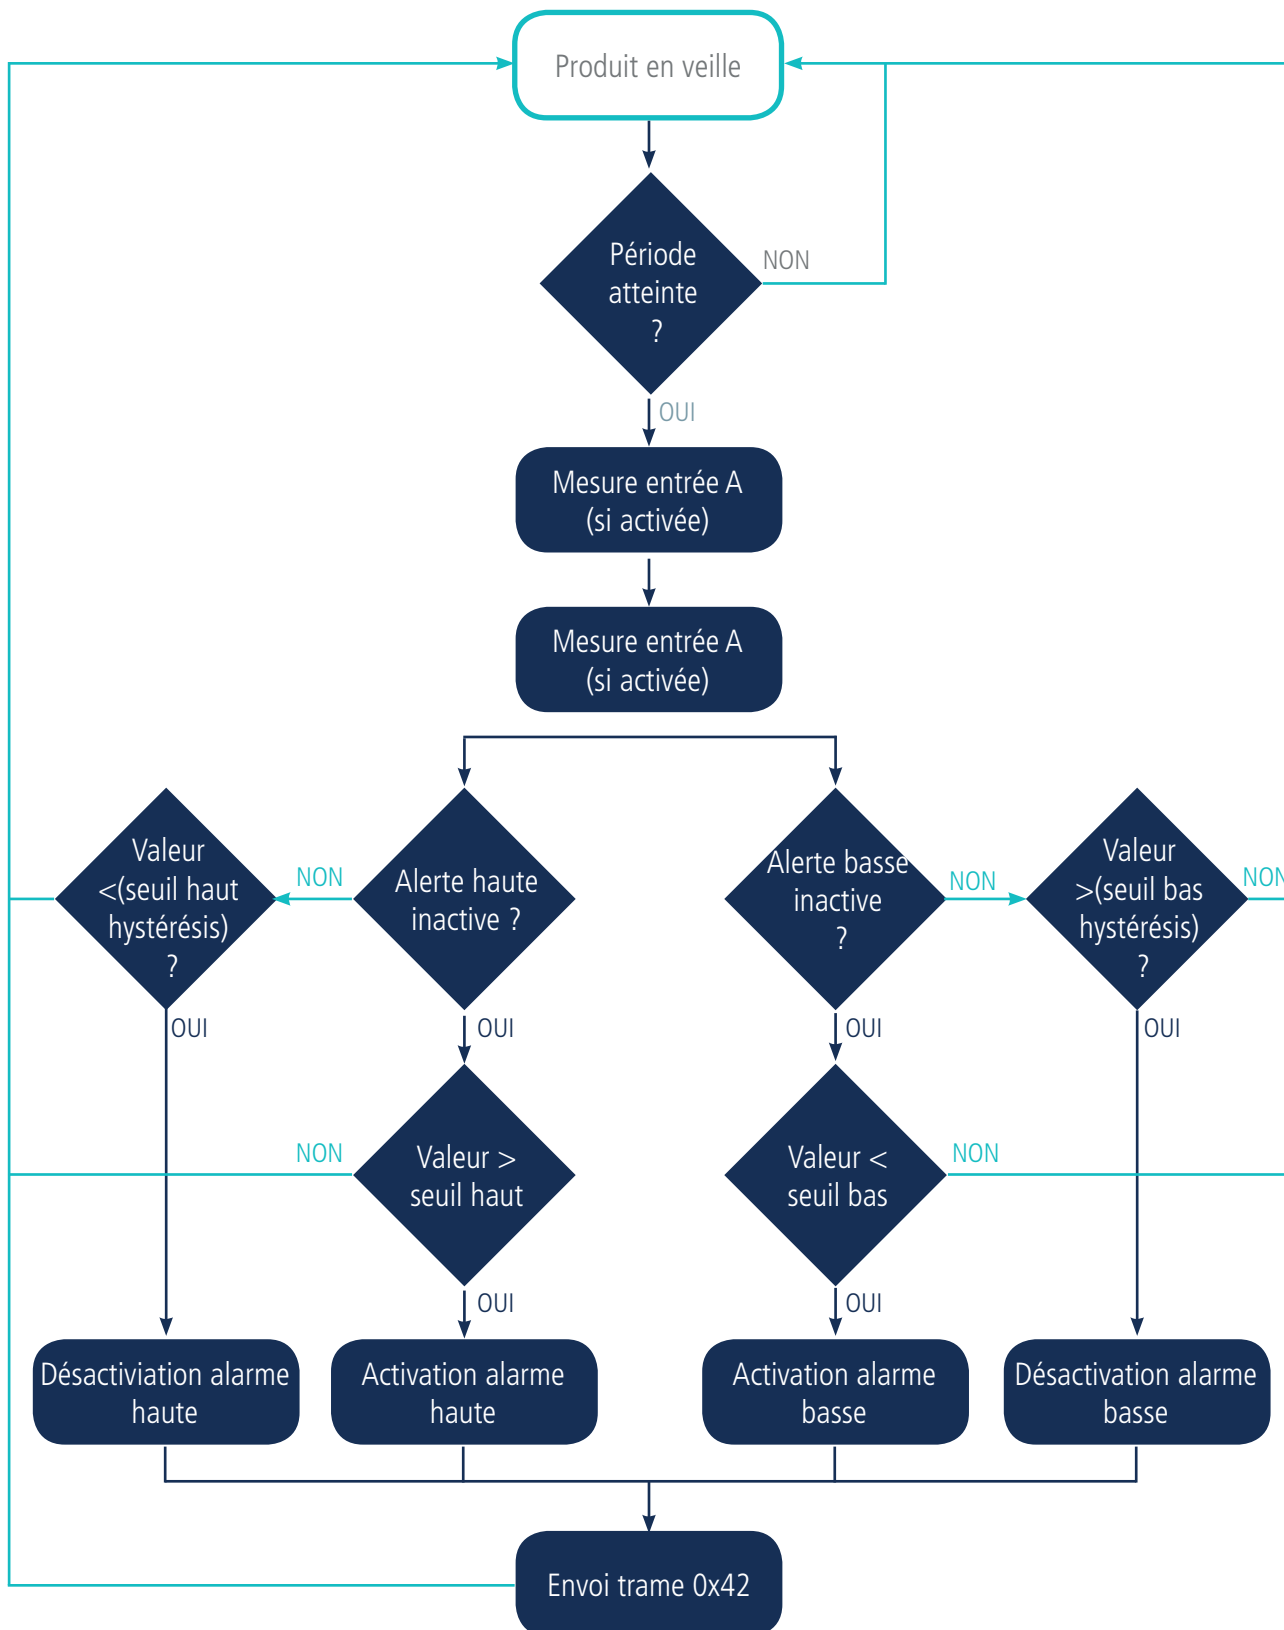 Produit en veille
Période
atteinte
?
NON
OUI
Mesure entrée A
(si activée)
Mesure entrée A
(si activée)
Valeur
<(seuil haut
hystérésis)
?
NON
Alerte haute
inactive ?
Alerte basse
inactive
?
NON
Valeur
>(seuil bas
hystérésis)
?
NON
OUI
OUI
OUI
OUI
NON
Valeur >
seuil haut
Valeur <
seuil bas
NON
OUI
OUI
Désactiviation alarme
haute
Activation alarme
haute
Activation alarme
basse
Désactivation alarme
basse
Envoi trame 0x42